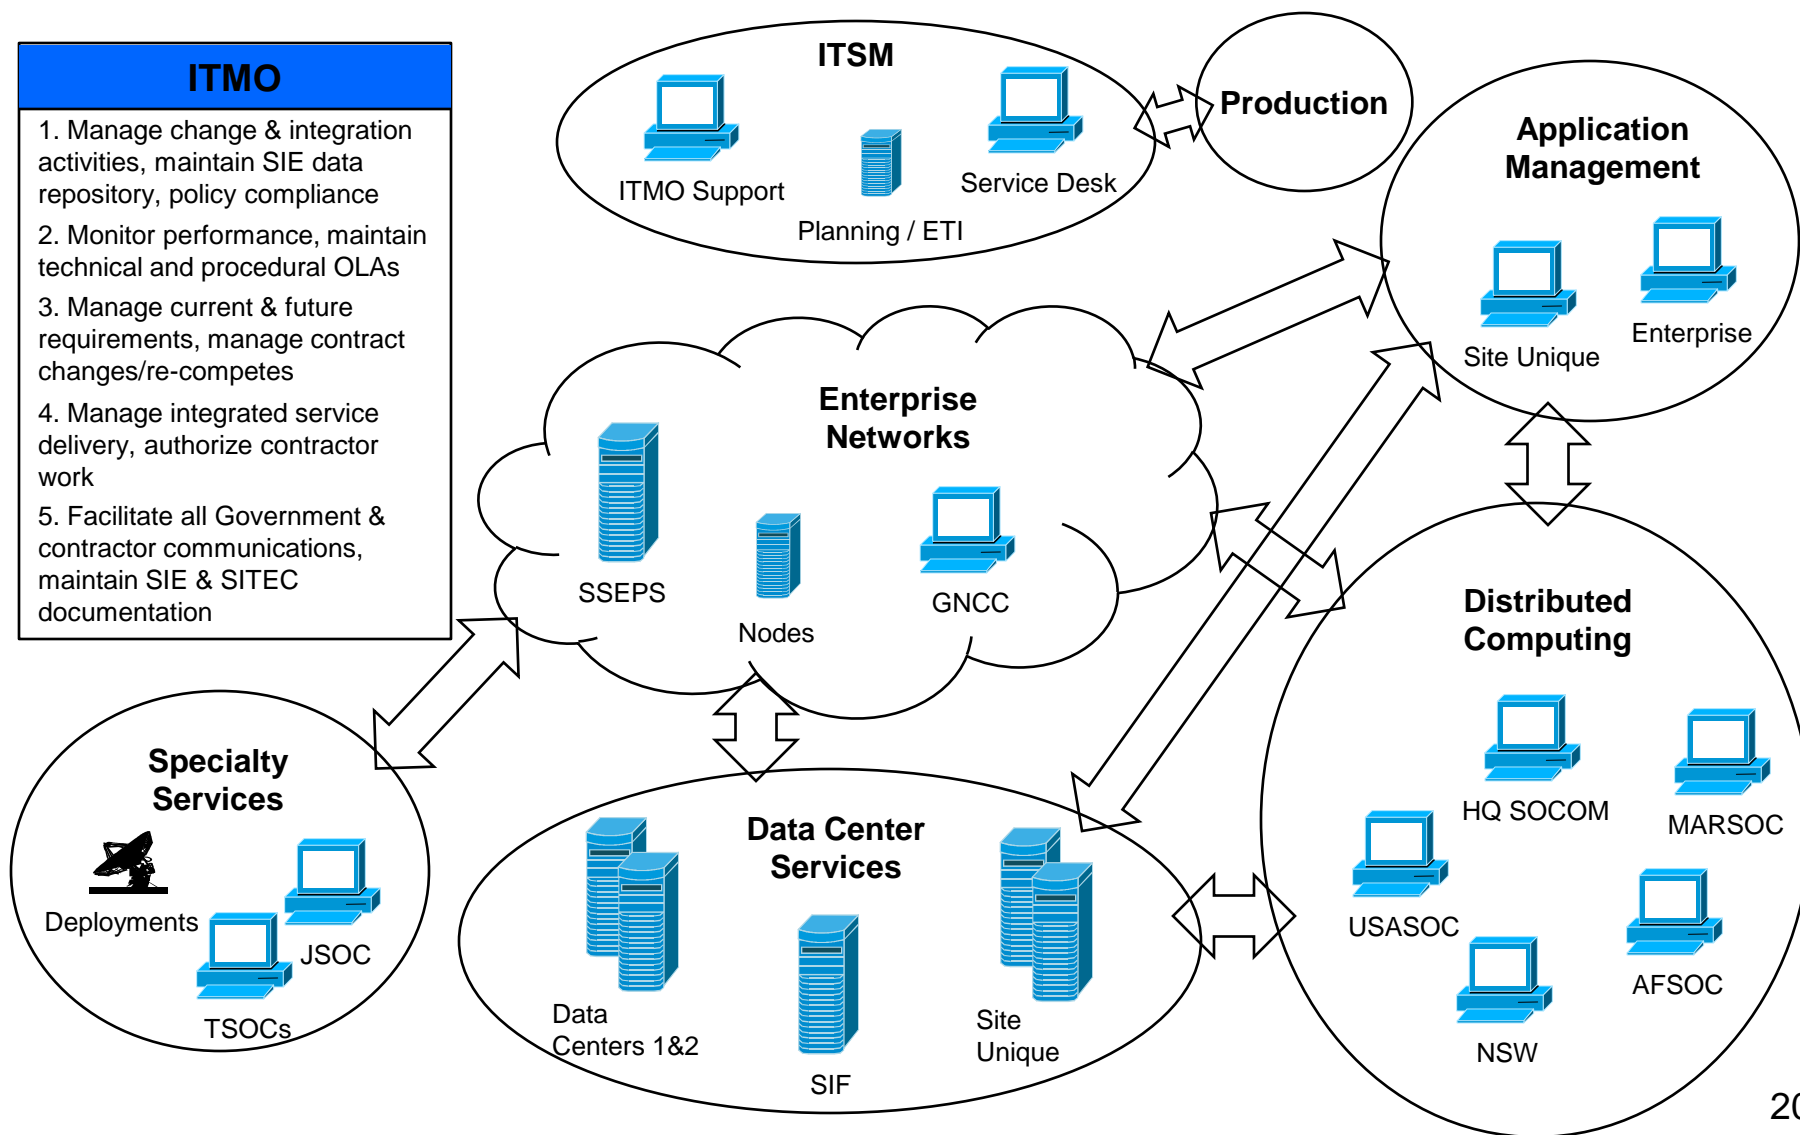 ITMO
1. Manage change & integration
activities, maintain SIE data
repository, policy compliance
2. Monitor performance, maintain
technical and procedural OLAs
3. Manage current & future
requirements, manage contract
changes/re-competes
4. Manage integrated service
delivery, authorize contractor
work
5. Facilitate all Government &
contractor communications,
maintain SIE & SITEC
documentation
ITSM
ITMO Support
Planning / ETI
Service Desk
Production
Application
Management
Site Unique
Enterprise
Enterprise
Networks
SSEPS
Nodes
GNCC
Distributed
Computing
HQ SOCOM
MARSOC
USASOC
AFSOC
NSW
Specialty
Services
Deployments
JSOC
TSOCs
Data Center
Services
Data
Centers 1&2
SIF
Site
Unique
20